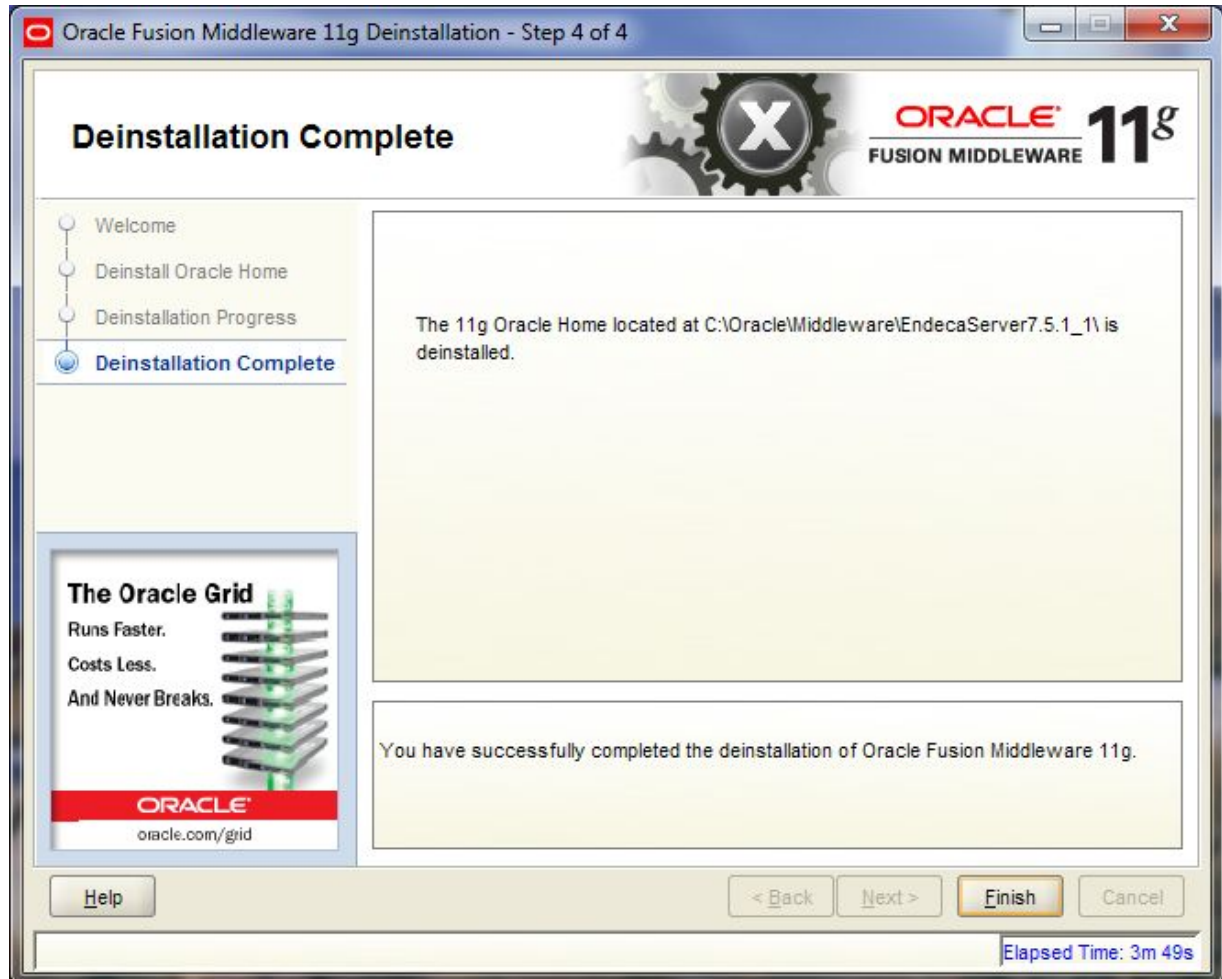 Oracle Fusion Middleware 11g Deinstallation - Step 4 of 4
Deinstallation Complete
X
ORACLE®
FUSION MIDDLEWARE
11g
Welcome
Deinstall Oracle Home
Deinstallation Progress
Deinstallation Complete
The 11g Oracle Home located at C:\Oracle\Middleware\EndecaServer7.5.1_1\ is
deinstalled.
The Oracle Grid
Runs Faster.
Costs Less.
And Never Breaks.
ORACLE®
oracle.com/grid
You have successfully completed the deinstallation of Oracle Fusion Middleware 11g.
Help
< Back
Next >
Finish
Cancel
Elapsed Time: 3m 49s